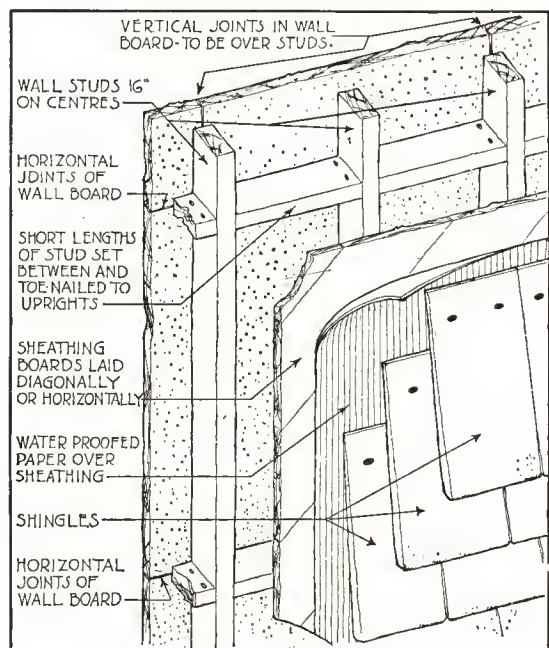 VERTICAL JOINTS IN WALL
BOARD-TO BE OVER STUDS.
WALL STUDS 16"
ON CENTRES
HORIZONTAL
JOINTS OF
WALL BOARD
SHORT LENGTHS
OF STUD SET
BETWEEN AND
TOE-NAILED TO
UPRIGHTS
SHEATHING
BOARDS LAID
DIAGONALLY
OR HORIZONTALLY
WATER PROOFED
PAPER OVER
SHEATHING
SHINGLES
HORIZONTAL
JOINTS OF
WALL BOARD